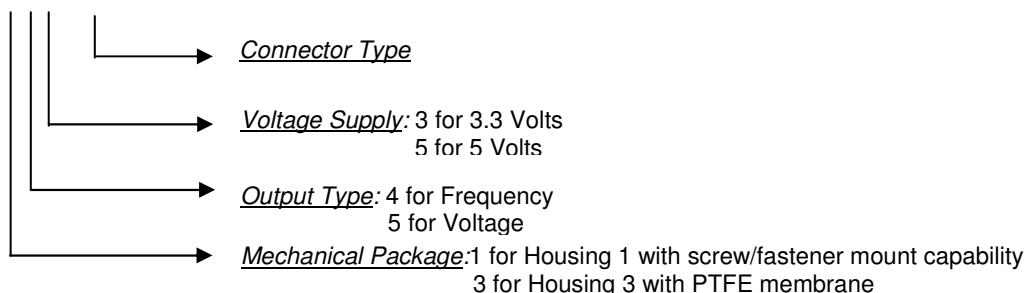 Connector Type
Voltage Supply: 3 for 3.3 Volts
5 for 5 Volts
Output Type: 4 for Frequency
5 for Voltage
Mechanical Package:1 for Housing 1 with screw/fastener mount capability
3 for Housing 3 with PTFE membrane